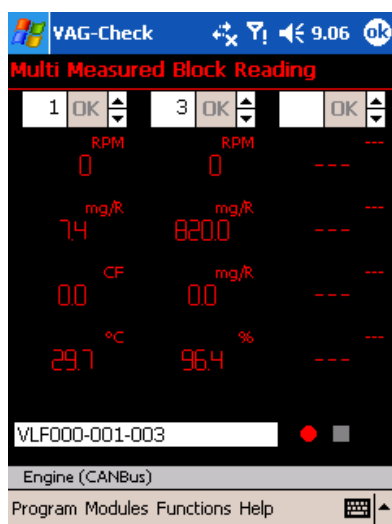 VAG-Check 9.06 ok
Multi Measured Block Reading
1 OK 3 OK OK
RPM RPM ---
0 0 ---
mg/R mg/R ---
7.4 820.0 ---
CF mg/R ---
0.0 0.0 ---
°C % ---
29.7 96.4 ---
VLF000-001-003
Engine (CANBus)
Program Modules Functions Help